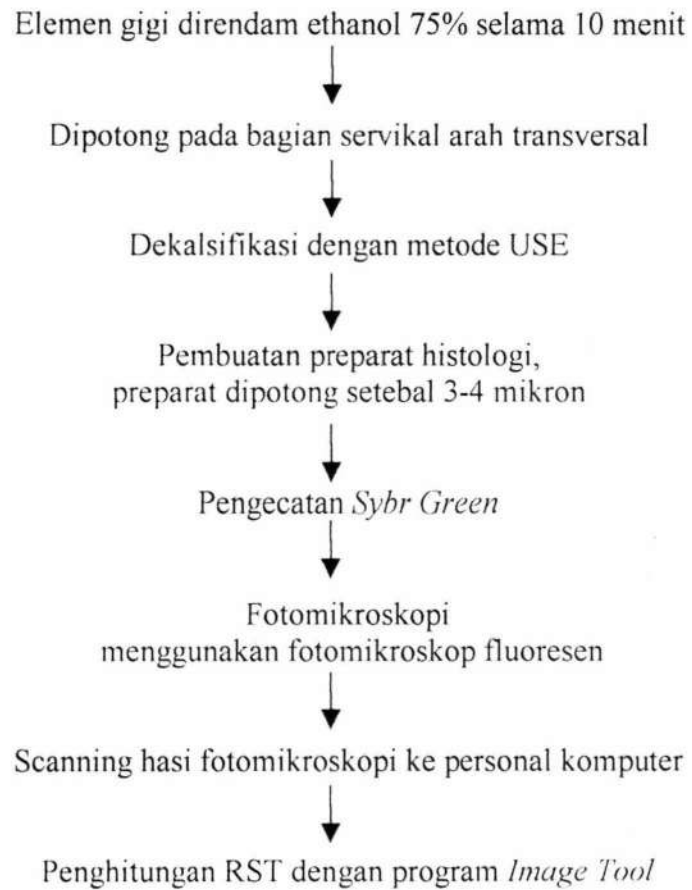 Elemen gigi direndam ethanol 75% selama 10 menit
Dipotong pada bagian servikal arah transversal
Dekalsifikasi dengan metode USE
Pembuatan preparat histologi,
preparat dipotong setebal 3-4 mikron
Pengecatan Sybr Green
Fotomikroskopi
menggunakan fotomikroskop fluoresen
Scanning hasi fotomikroskopi ke personal komputer
Penghitungan RST dengan program Image Tool